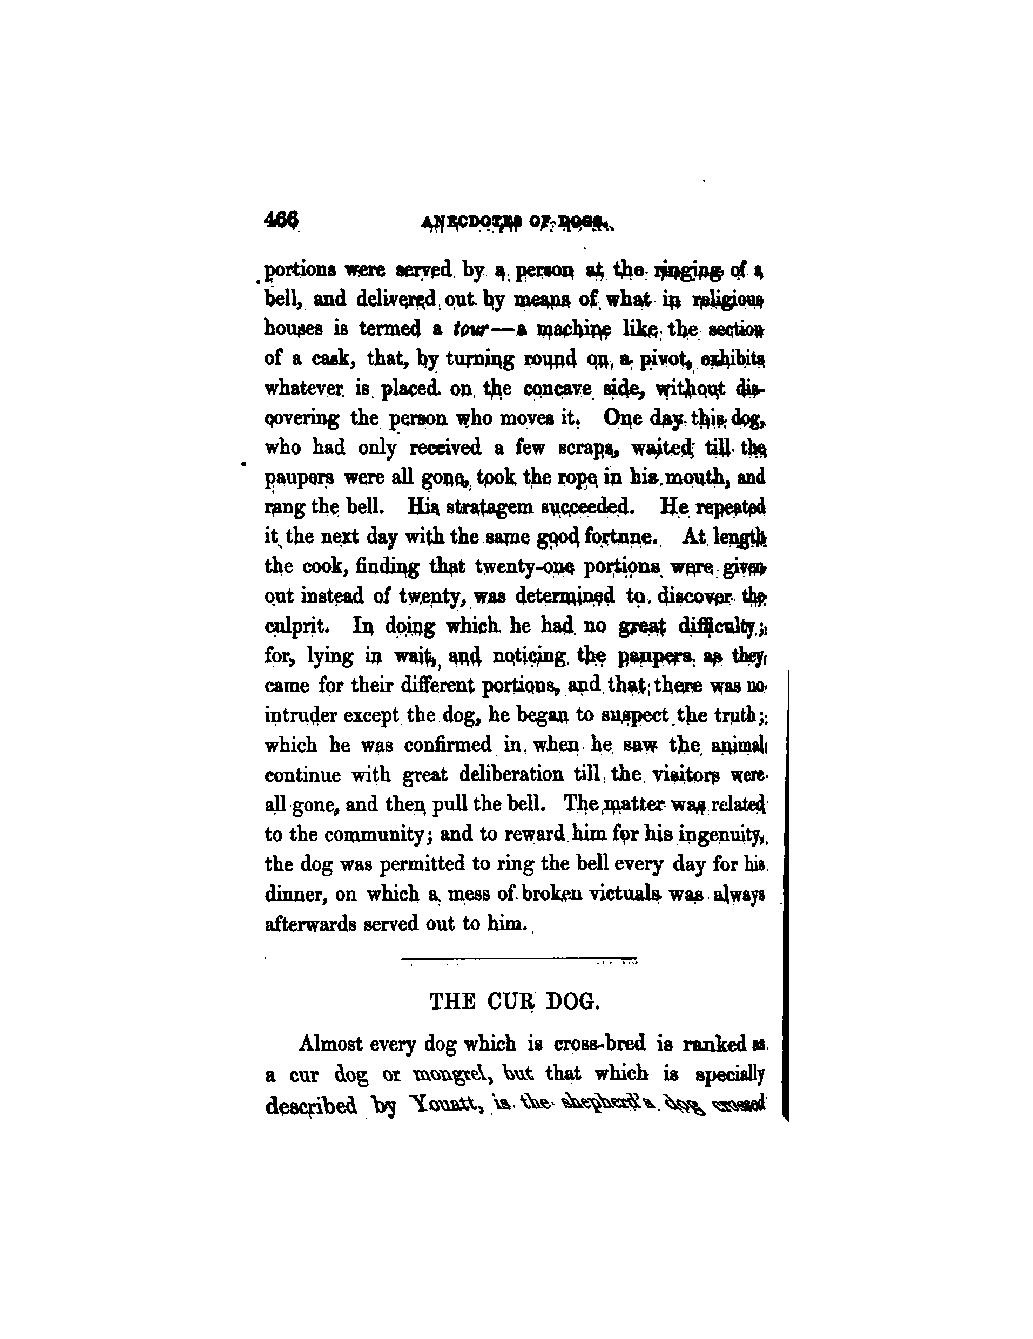 466 ANECDOTES OF DOGS.
portions were served by a person at the ringing of a
bell, and delivered out by means of what in religious
houses is termed a tour—a machine like the section
of a cask, that, by turning round on a pivot, exhibits
whatever is placed on the concave side, without dis-
covering the person who moves it. One day this dog,
who had only received a few scraps, waited till the
paupers were all gone, took the rope in his mouth, and
rang the bell. His stratagem succeeded. He repeated
it the next day with the same good fortune. At length
the cook, finding that twenty-one portions were given
out instead of twenty, was determined to discover the
culprit. In doing which he had no great difficulty;
for, lying in wait, and noticing the paupers as they
came for their different portions, and that there was no
intruder except the dog, he began to suspect the truth;
which he was confirmed in when he saw the animal
continue with great deliberation till the visitors were
all gone, and then pull the bell. The matter was related
to the community; and to reward him for his ingenuity,
the dog was permitted to ring the bell every day for his
dinner, on which a mess of broken victuals was always
afterwards served out to him.
THE CUR DOG.
Almost every dog which is cross-bred is ranked as
a cur dog or mongrel, but that which is specially
described by Youatt, is the shepherd's dog crossed